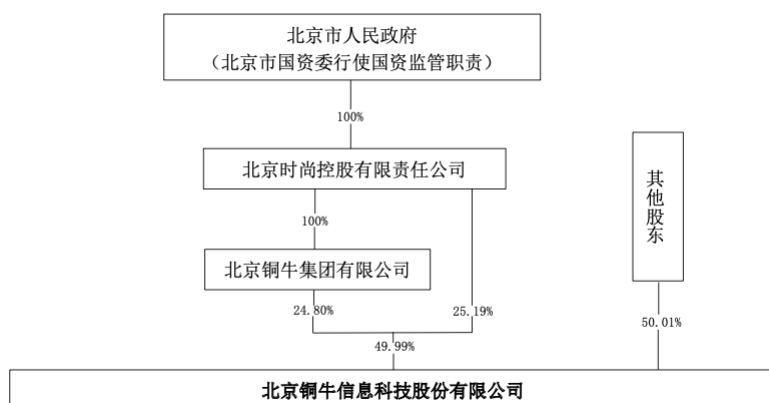 北京市人民政府
（北京市国资委行使国资监管职责）
100%
北京时尚控股有限责任公司
其他股东
100%
北京铜牛集团有限公司
24.80%
25.19%
50.01%
49.99%
北京铜牛信息科技股份有限公司